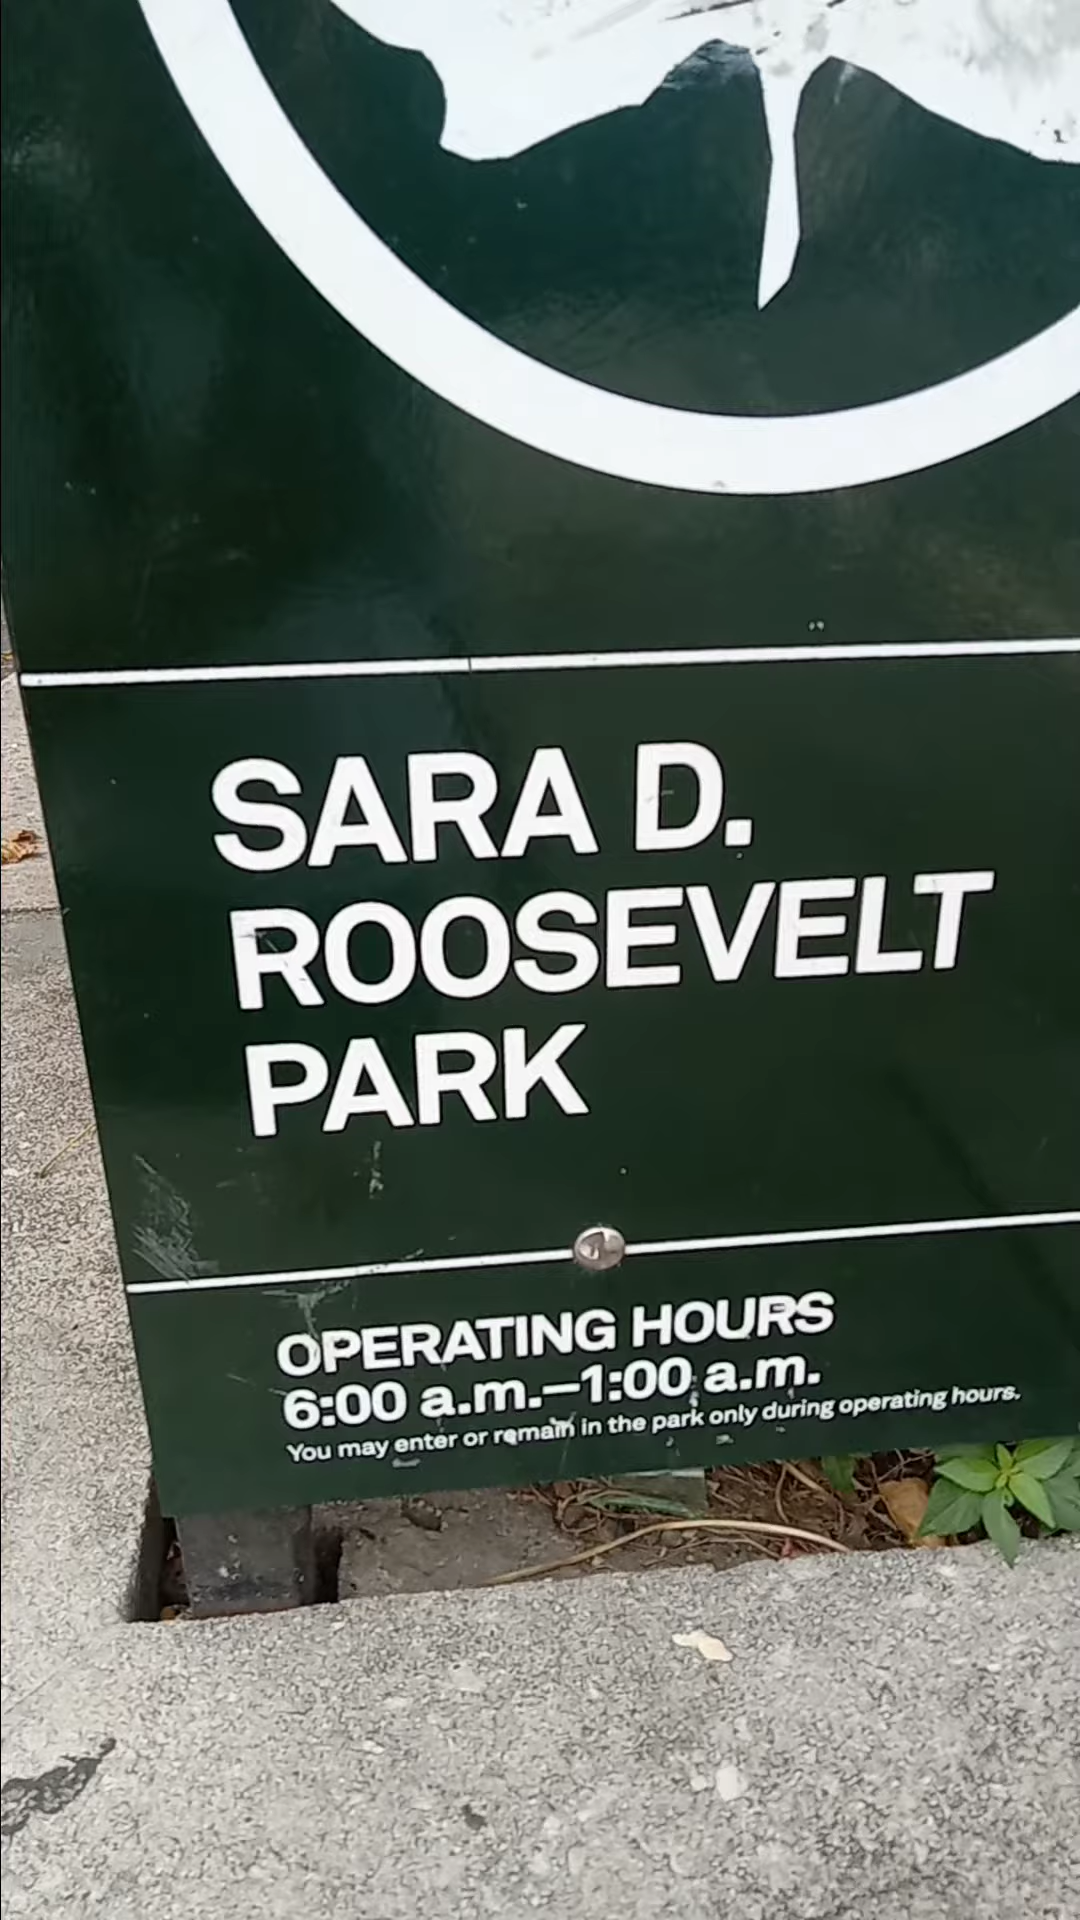 SARA D.
ROOSEVELT
PARK
OPERATING HOURS
6:00 a.m.–1:00 a.m.
You may enter or remain in the park only during operating hours.